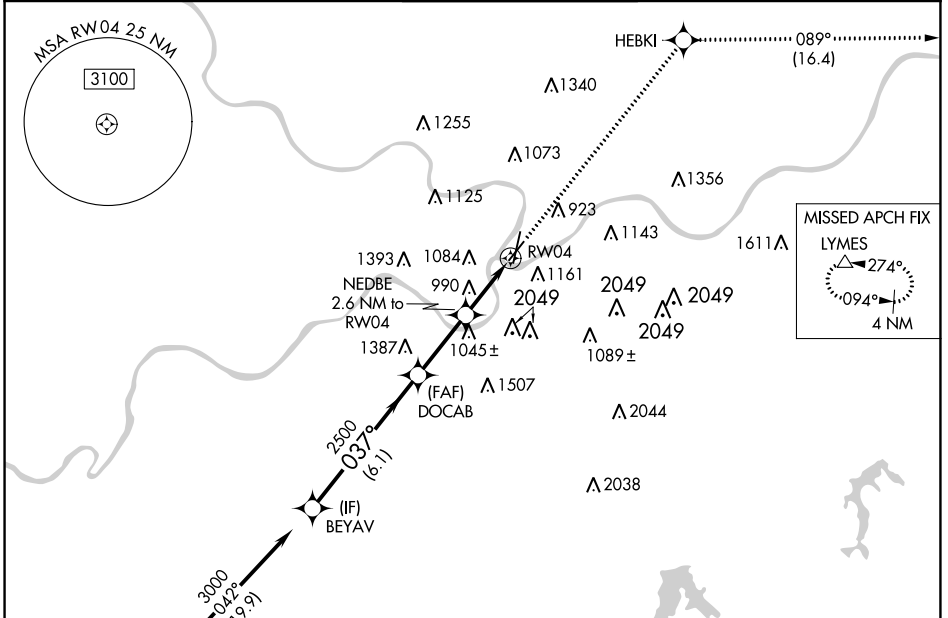 MSA RW04 25 NM
3100
HEBKI
089°
(16.4)
1340
1255
1073
1125
1356
923
1143
1611
MISSED APCH FIX
LYMES
274°
094°
4 NM
1393
1084
RW04
1161
990
NEDBE
2.6 NM to
RW04
2049
2049
2049
2049
1387
1045±
1089±
(FAF)
DOCAB
1507
2044
2500
037°
(6.1)
2038
(IF)
BEYAV
3000
042°